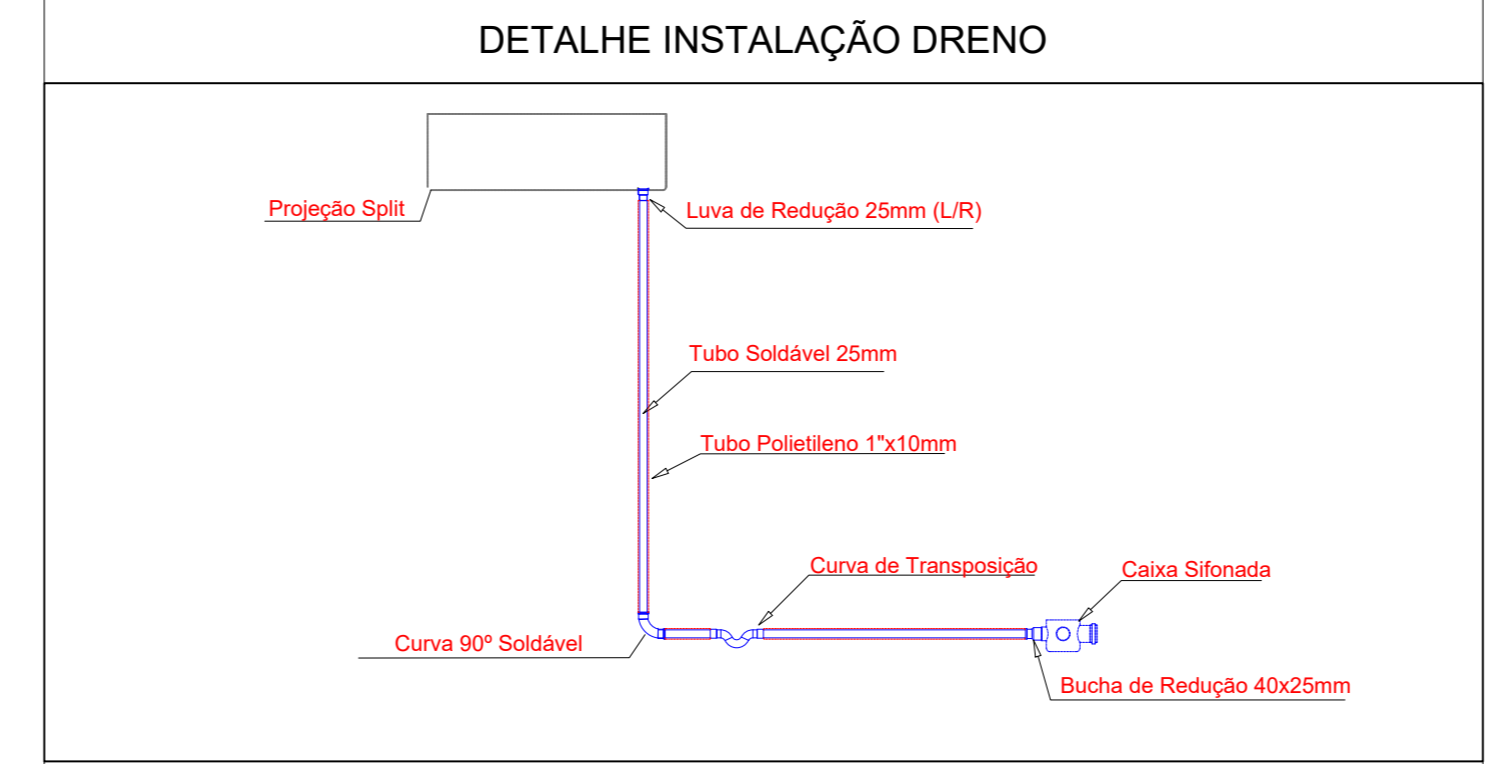 DETALHE INSTALAÇÃO DRENO
Projeção Split
Luva de Redução 25mm (L/R)
Tubo Soldável 25mm
Tubo Polietileno 1"x10mm
Curva de Transposição
Caixa Sifonada
Curva 90º Soldável
Bucha de Redução 40x25mm